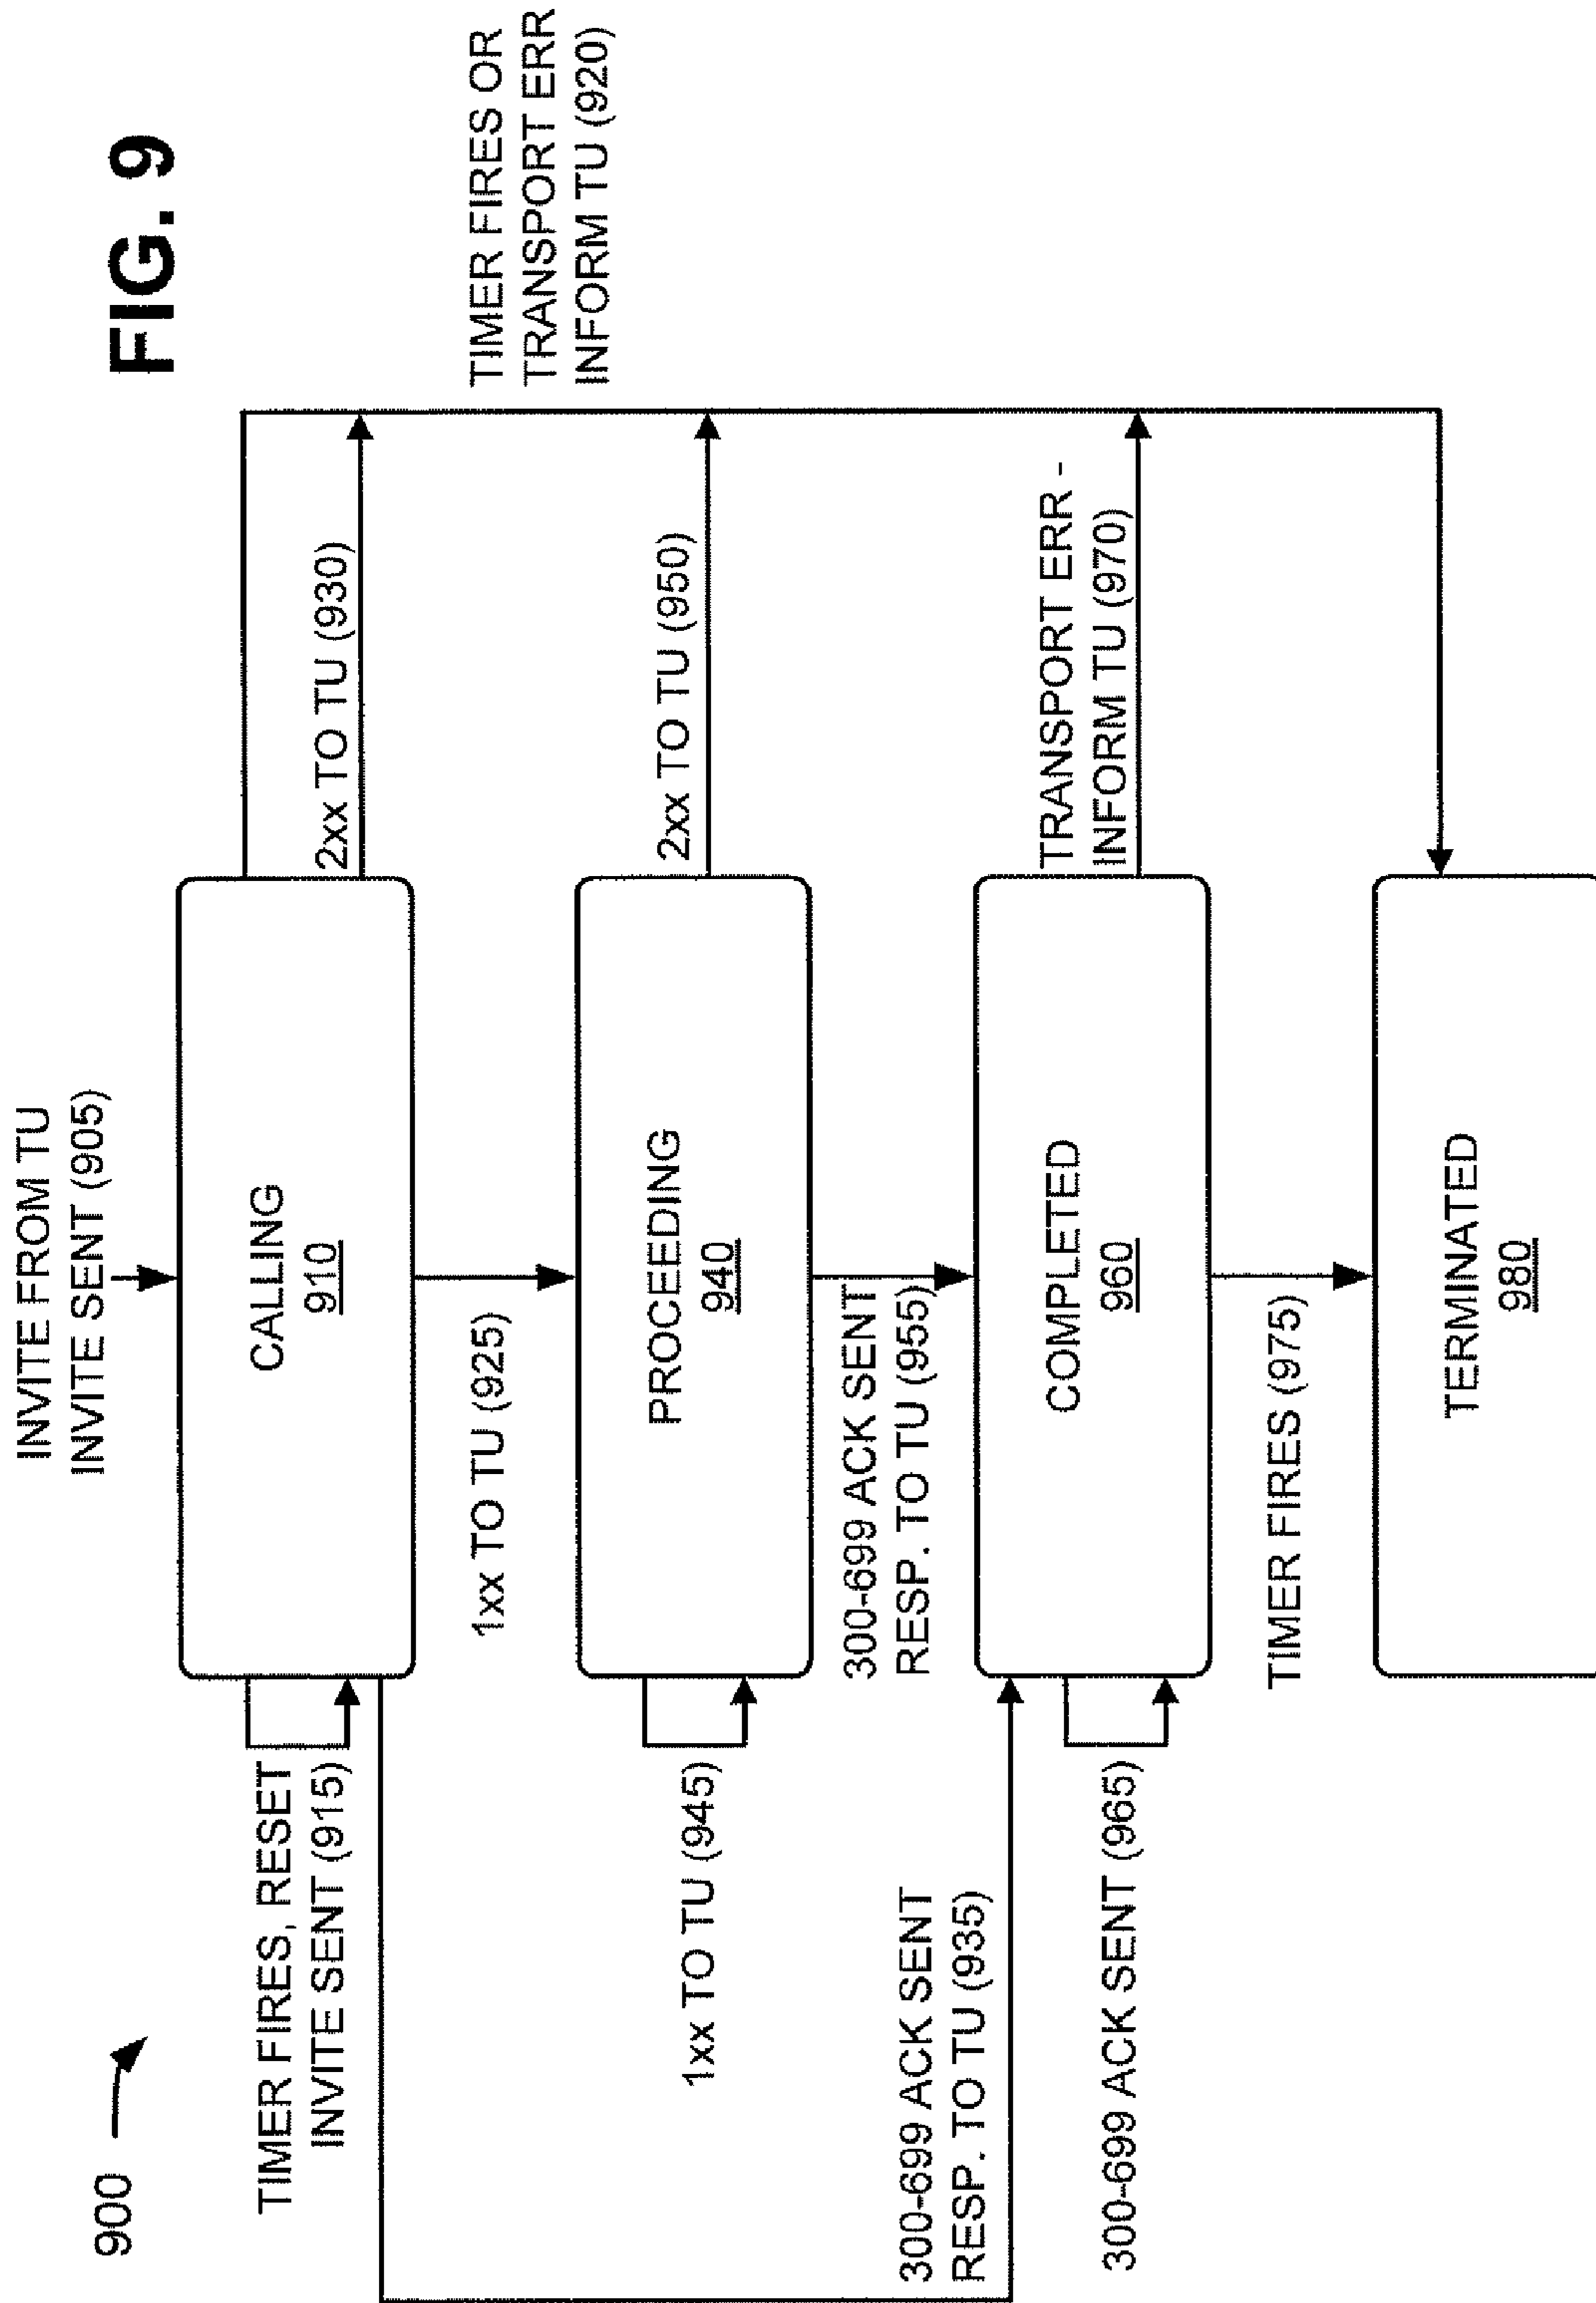 FIG. 9
900
INVITE FROM TU
INVITE SENT (905)
CALLING
910
TIMER FIRES, RESET
INVITE SENT (915)
TIMER FIRES OR
TRANSPORT ERR
INFORM TU (920)
2xx TO TU (930)
1xx TO TU (925)
PROCEEDING
940
1xx TO TU (945)
2xx TO TU (950)
300-699 ACK SENT
RESP. TO TU (955)
300-699 ACK SENT
RESP. TO TU (935)
COMPLETED
960
300-699 ACK SENT (965)
TRANSPORT ERR -
INFORM TU (970)
TIMER FIRES (975)
TERMINATED
980